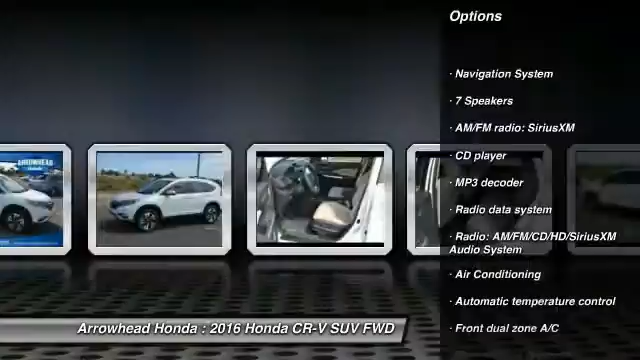 Options
· Navigation System
· 7 Speakers
· AM/FM radio: SiriusXM
· CD player
· MP3 decoder
· Radio data system
· Radio: AM/FM/CD/HD/SiriusXM
Audio System
· Air Conditioning
· Automatic temperature control
· Front dual zone A/C
ARROWHEAD
Arrowhead Honda : 2016 Honda CR-V SUV FWD